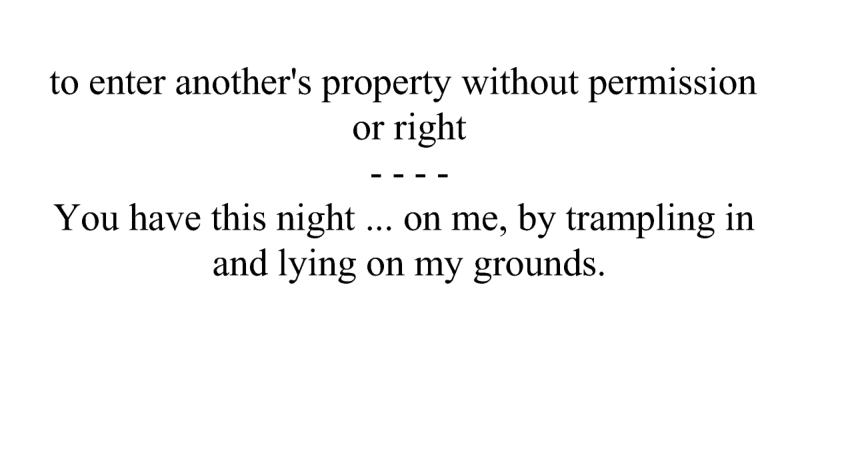 to enter another's property without permission
or right
- - - -
You have this night ... on me, by trampling in
and lying on my grounds.